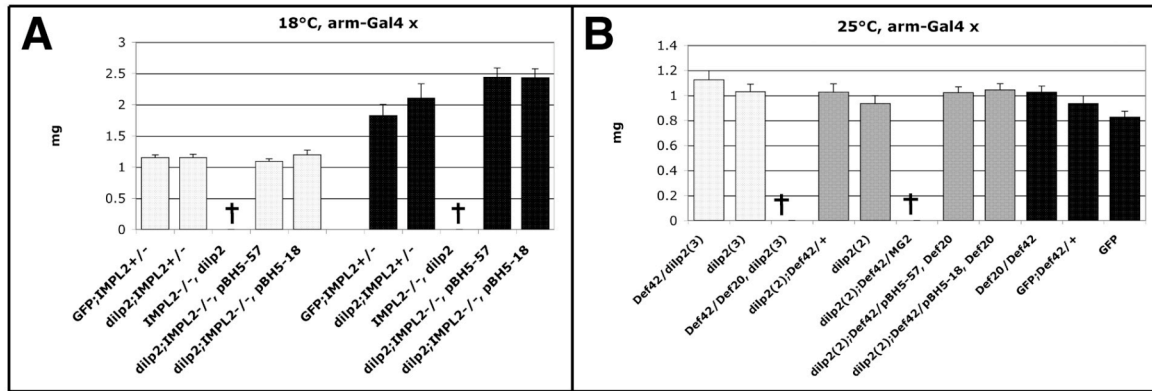 A
18°C, arm-Gal4 x
3
2.5
2
1.5
1
0.5
0
mg
†
†
GFP;IMPL2+/-
dilp2;IMPL2+/-
IMPL2-/-, dilp2
dilp2;IMPL2-/-, pBH5-57
dilp2;IMPL2-/-, pBH5-18
GFP;IMPL2+/-
dilp2;IMPL2+/-
IMPL2-/-, dilp2
dilp2;IMPL2-/-, pBH5-57
dilp2;IMPL2-/-, pBH5-18
B
25°C, arm-Gal4 x
1.4
1.2
1
0.8
0.6
0.4
0.2
0
mg
†
†
Def42/dilp2(3)
dilp2(3)
Def42/Def20, dilp2(3)
dilp2(2);Def42/+
dilp2(2)
dilp2(2);Def42/MG2
dilp2(2);Def42/pBH5-57, Def20
dilp2(2);Def42/pBH5-18, Def20
Def20/Def42
GFP;Def42/+
GFP